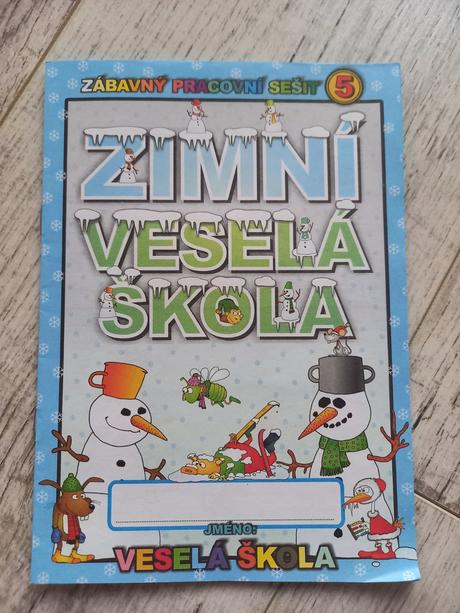 ZÁBAVNÝ PRACOVNÍ SEŠIT 5
ZIMNÍ
VESELÁ
ŠKOLA
JMÉNO:
VESELÁ ŠKOLA